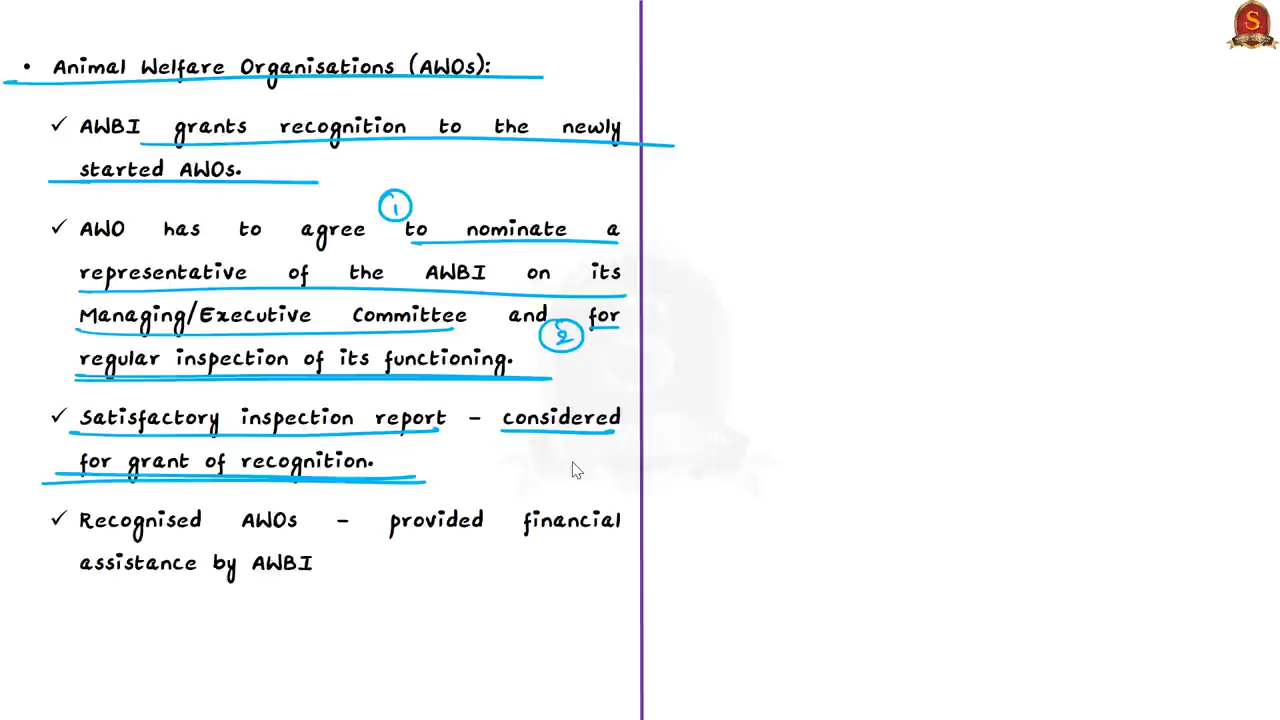 • Animal Welfare Organisations (AWOs):
✓ AWBI grants recognition to the newly
started AWOs.
1
✓ AWO has to agree to nominate a
representative of the AWBI on its
Managing/Executive Committee and for
2
regular inspection of its functioning.
✓ Satisfactory inspection report – considered
for grant of recognition.
✓ Recognised AWOs – provided financial
assistance by AWBI
S